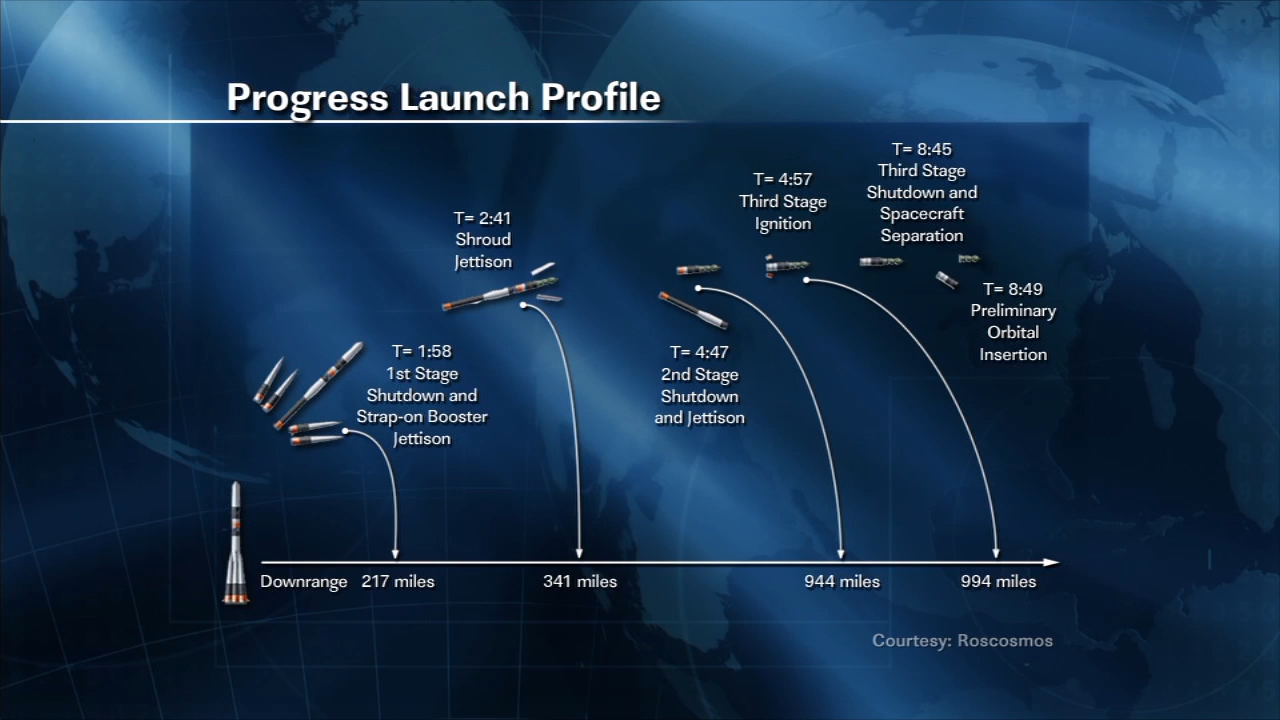 Progress Launch Profile
T= 8:45
Third Stage
Shutdown and
Spacecraft
Separation
T= 4:57
Third Stage
Ignition
T= 2:41
Shroud
Jettison
T= 8:49
Preliminary
Orbital
Insertion
T= 1:58
1st Stage
Shutdown and
Strap-on Booster
Jettison
T= 4:47
2nd Stage
Shutdown
and Jettison
Downrange 217 miles 341 miles 944 miles 994 miles
Courtesy: Roscosmos